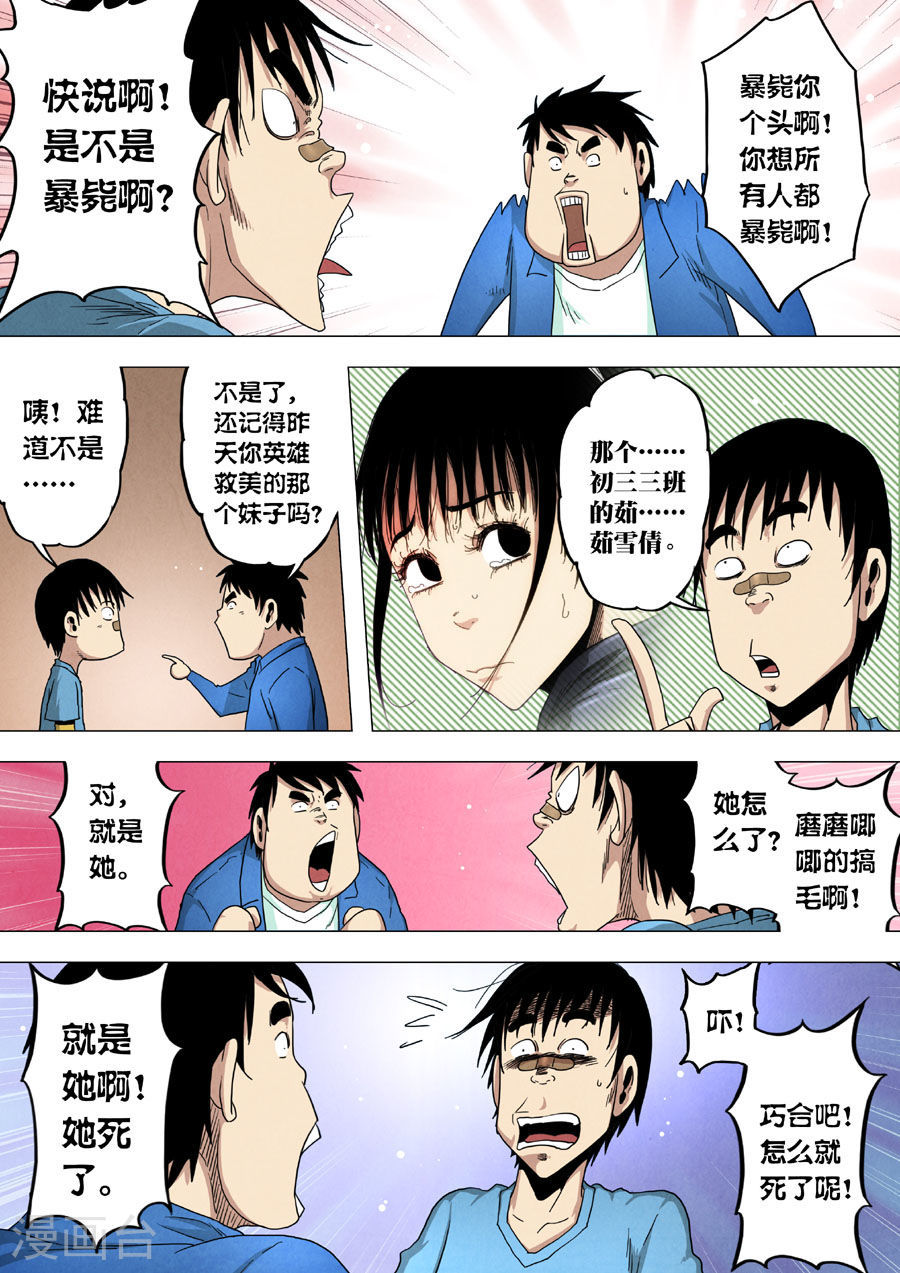 快说啊！
是不是
暴毙啊？
暴毙你
个头啊！
你想所
有人都
暴毙啊！
咦！难
道不是
……
不是了，
还记得昨
天你英雄
救美的那
个妹子吗？
那个……
初三三班
的茹……
茹雪倩。
对，
就是
她。
她怎
么了？
磨磨唧
唧的搞
毛啊！
就是
她啊！
她死
了。
吓！
巧合吧！
怎么就
死了呢！
漫画台